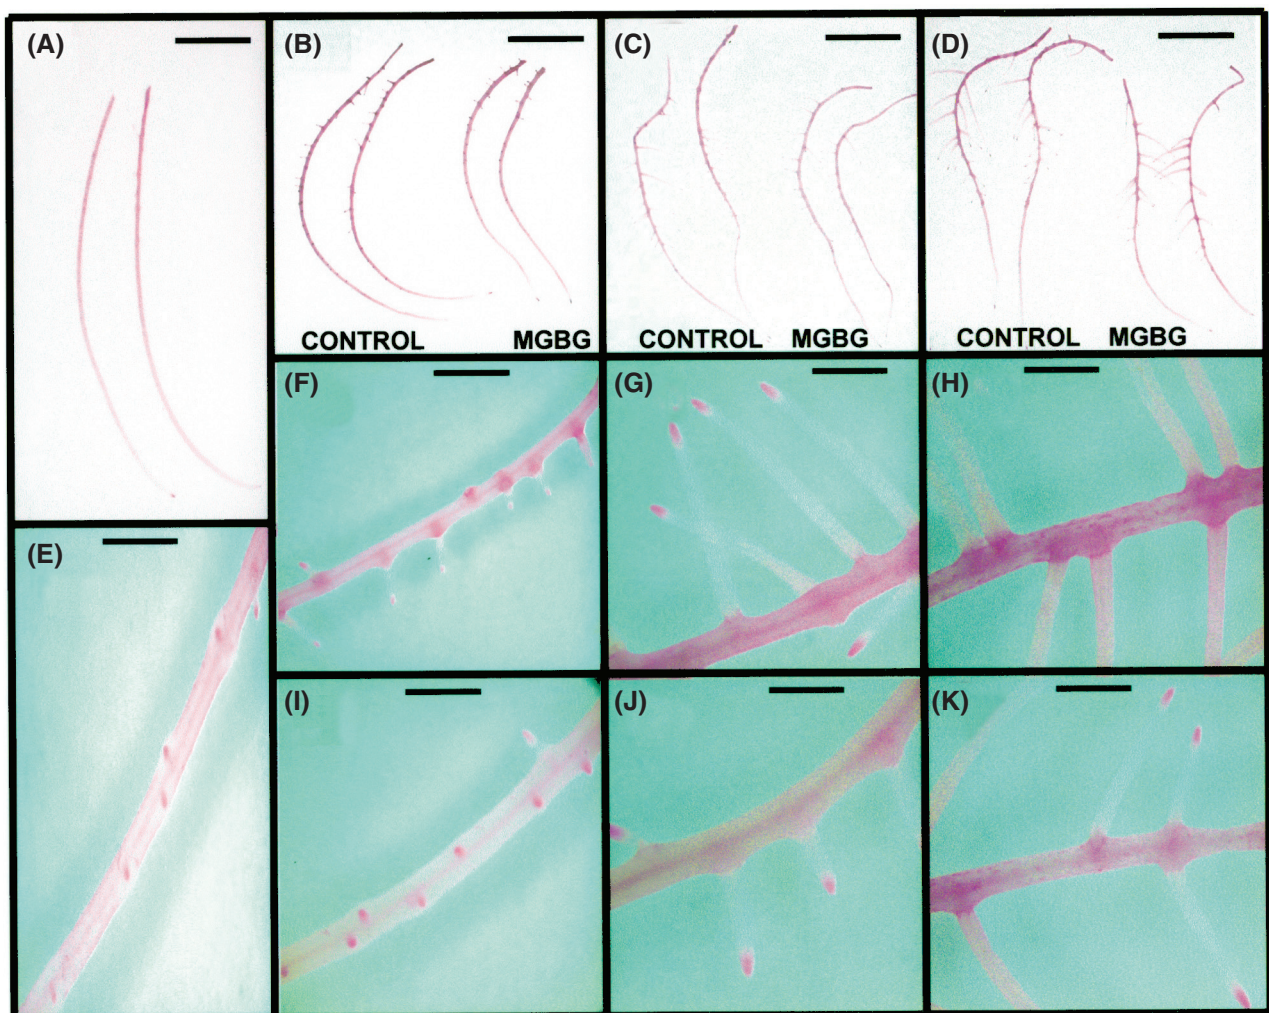 (A)
(B)
(C)
(D)
CONTROL MGBG
CONTROL MGBG
CONTROL MGBG
(E)
(F)
(G)
(H)
(I)
(J)
(K)